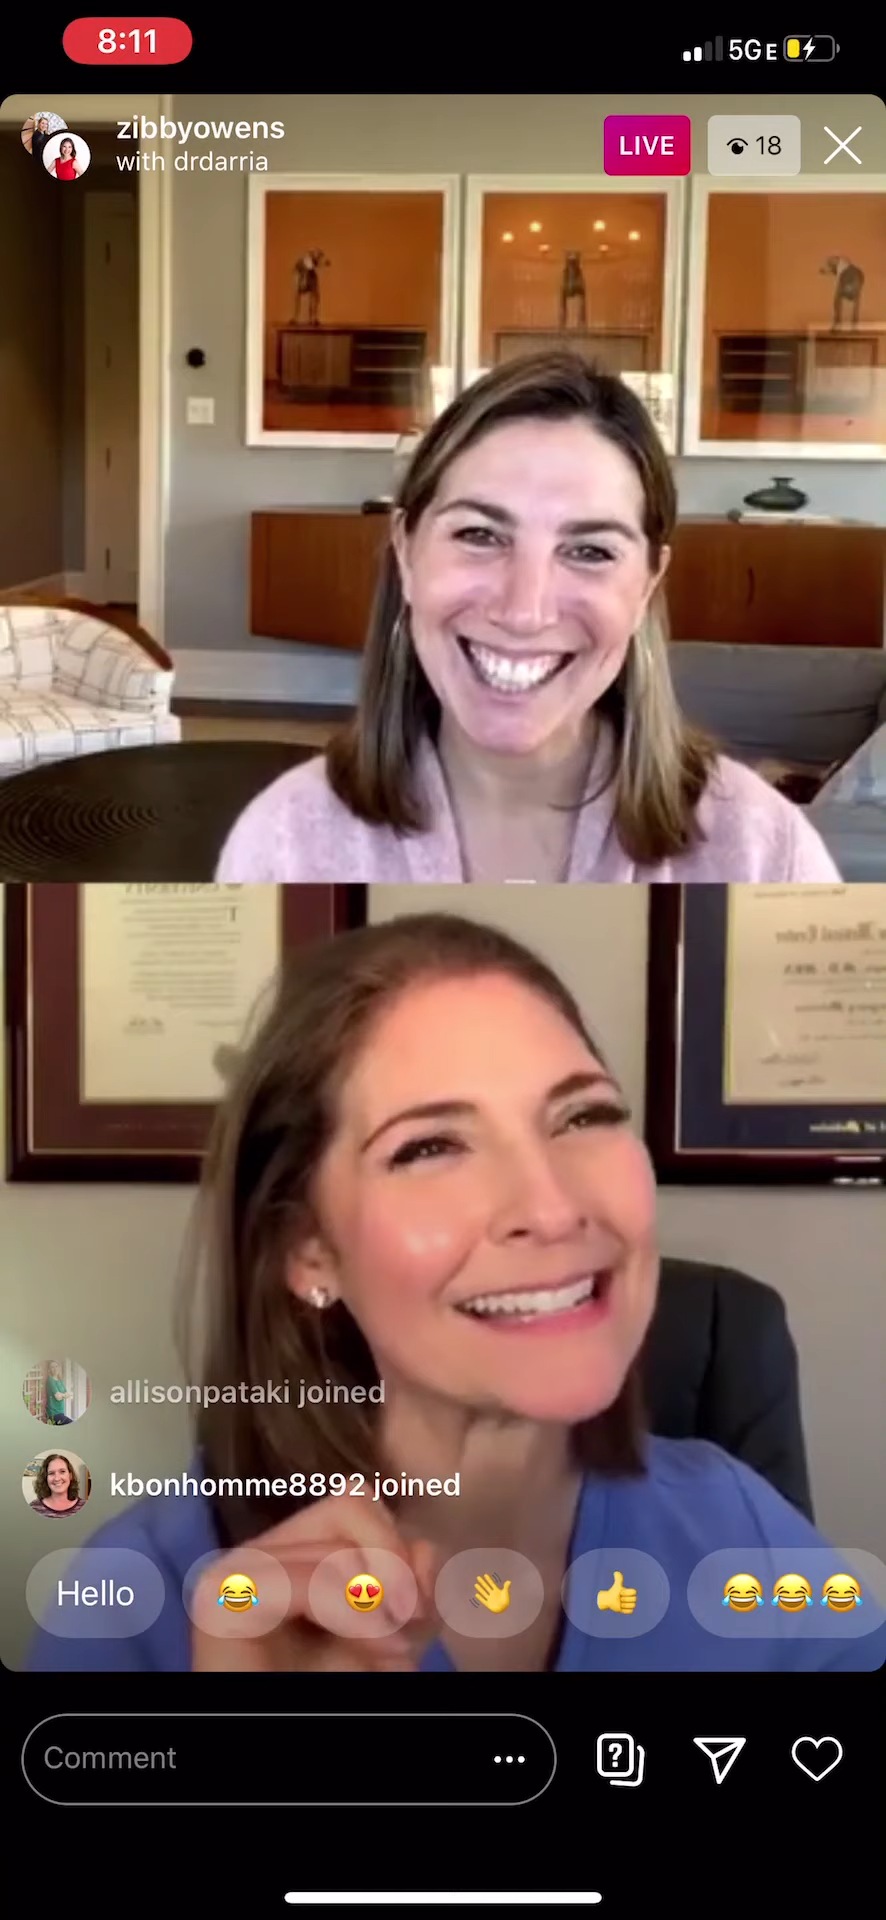 8:11
5GE
zibbyowens
with drdarria
LIVE
18
allisonpataki joined
kbonhomme8892 joined
Hello
Comment